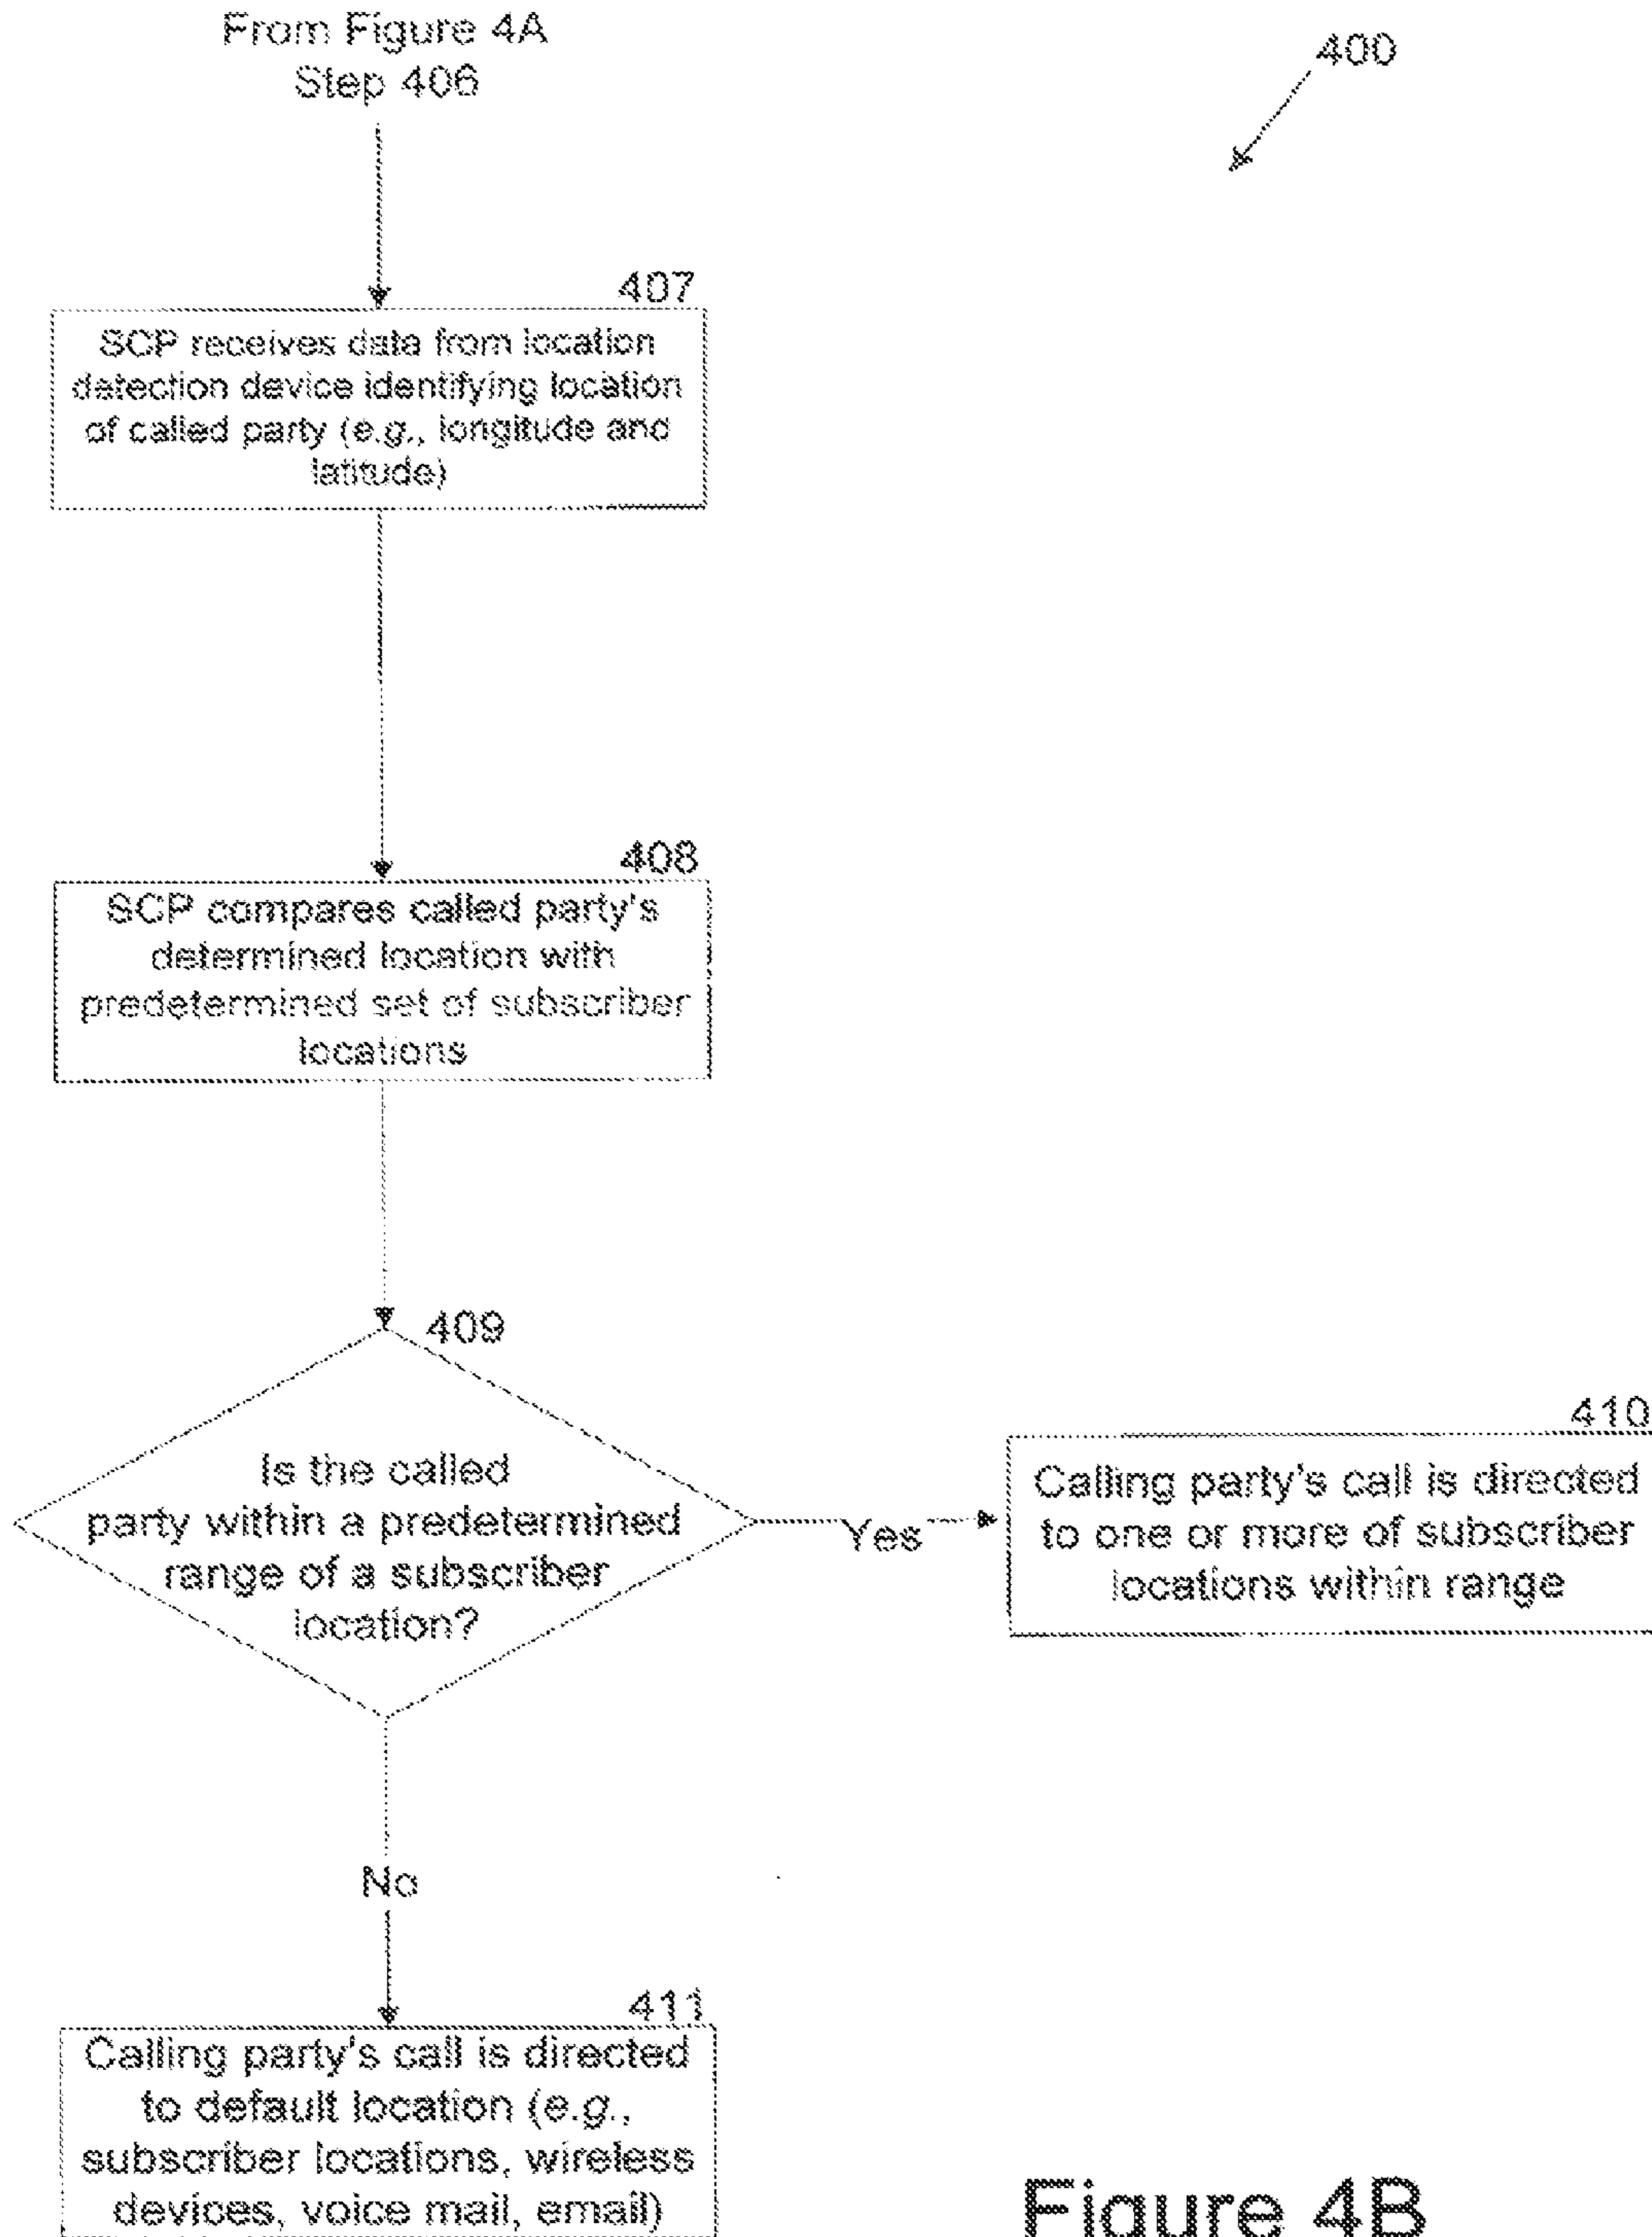 From Figure 4A
Step 406
400
407
SCP receives data from location
detection device identifying location
of called party (e.g., longitude and
latitude)
408
SCP compares called party's
determined location with
predetermined set of subscriber
locations
409
Is the called
party within a predetermined
range of a subscriber
location?
Yes
410
Calling party's call is directed
to one or more of subscriber
locations within range
No
411
Calling party's call is directed
to default location (e.g.,
subscriber locations, wireless
devices, voice mail, email)
Figure 4B